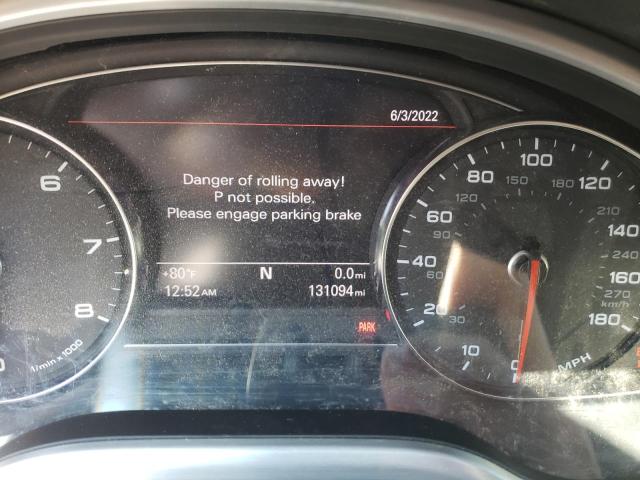 6/3/2022
Danger of rolling away!
P not possible.
Please engage parking brake
+80°F N 0.0mi
12:52AM 131094mi
PARK
6
7
8
1/min x 1000
0
10
20
30
40
60
60
90
80
120
100
150
120
180
140
210
160
240
180
270
km/h
MPH